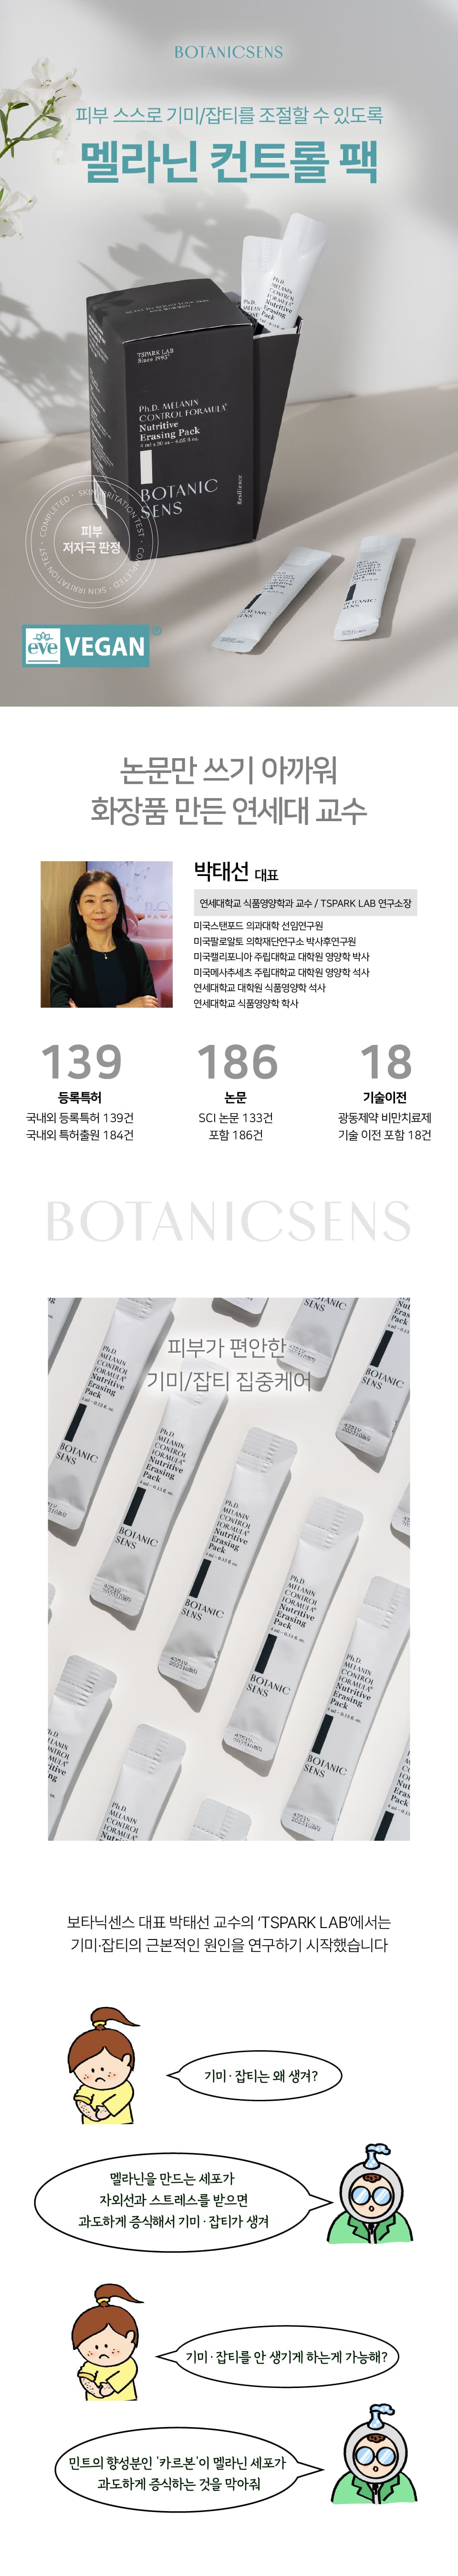 BOTANICSENS
피부 스스로 기미/잡티를 조절할 수 있도록
멜라닌 컨트롤 팩
TSPARK LAB
Since 1995
Ph.D. MELANIN
CONTROL FORMULA
Nutritive
Erasing Pack
BOTANIC
SENS
Resilience
COMPLETED · SKIN IRRITATION TEST · COMPLETED · SKIN IRRITATION TEST ·
피부
저자극 판정
eve VEGAN®
논문만 쓰기 아까워
화장품 만든 연세대 교수
박태선 대표
연세대학교 식품영양학과 교수 / TSPARK LAB 연구소장
미국스탠포드 의과대학 선임연구원
미국팔로알토 의학재단연구소 박사후연구원
미국캘리포니아 주립대학교 대학원 영양학 박사
미국메사추세츠 주립대학교 대학원 영양학 석사
연세대학교 대학원 식품영양학 석사
연세대학교 식품영양학 학사
139
등록특허
국내외 등록특허 139건
국내외 특허출원 184건
186
논문
SCI 논문 133건
포함 186건
18
기술이전
광동제약 비만치료제
기술 이전 포함 18건
BOTANICSENS
피부가 편안한
기미/잡티 집중케어
Ph.D.
MELANIN
CONTROL
FORMULA
Nutritive
Erasing
Pack
4 ml – 0.13 fl. oz.
BOTANIC
SENS
보타닉센스 대표 박태선 교수의 ‘TSPARK LAB’에서는
기미·잡티의 근본적인 원인을 연구하기 시작했습니다
기미 · 잡티는 왜 생겨?
멜라닌을 만드는 세포가
자외선과 스트레스를 받으면
과도하게 증식해서 기미 · 잡티가 생겨
기미 · 잡티를 안 생기게 하는게 가능해?
민트의 향성분인 '카르본'이 멜라닌 세포가
과도하게 증식하는 것을 막아줘